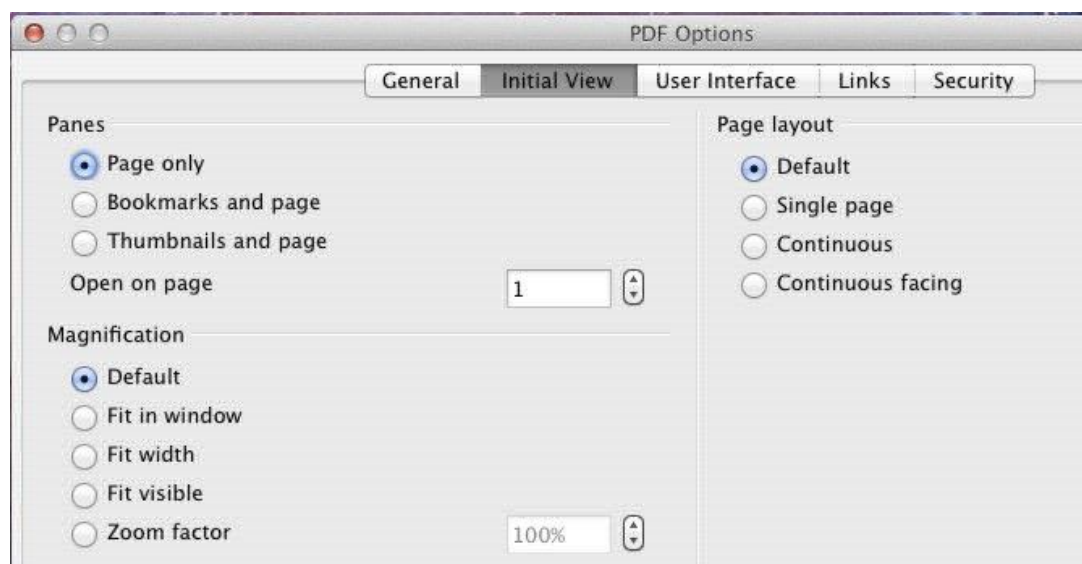 PDF Options
General Initial View User Interface Links Security
Panes
Page only
Bookmarks and page
Thumbnails and page
Open on page 1
Magnification
Default
Fit in window
Fit width
Fit visible
Zoom factor 100%
Page layout
Default
Single page
Continuous
Continuous facing